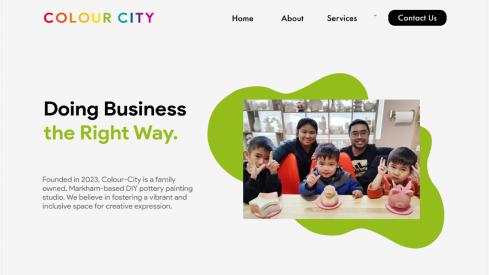 COLOUR CITY
Home About Services Contact Us
Doing Business
the Right Way.
Founded in 2023, Colour-City is a family
owned, Markham-based DIY pottery painting
studio. We believe in fostering a vibrant and
inclusive space for creative expression.